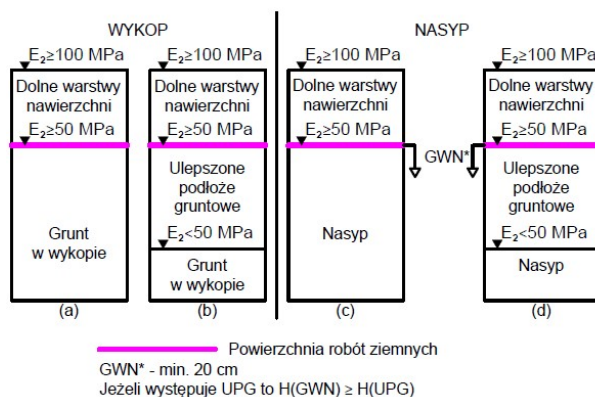 WYKOP
NASYP
E₂≥100 MPa
Dolne warstwy
nawierzchni
E₂≥50 MPa
Grunt
w wykopie
(a)
E₂≥100 MPa
Dolne warstwy
nawierzchni
E₂≥50 MPa
Ulepszone
podłoże
gruntowe
E₂<50 MPa
Grunt
w wykopie
(b)
E₂≥100 MPa
Dolne warstwy
nawierzchni
E₂≥50 MPa
Nasyp
(c)
GWN*
E₂≥100 MPa
Dolne warstwy
nawierzchni
E₂≥50 MPa
Ulepszone
podłoże
gruntowe
E₂<50 MPa
Nasyp
(d)
Powierzchnia robót ziemnych
GWN* - min. 20 cm
Jeżeli występuje UPG to H(GWN) ≥ H(UPG)